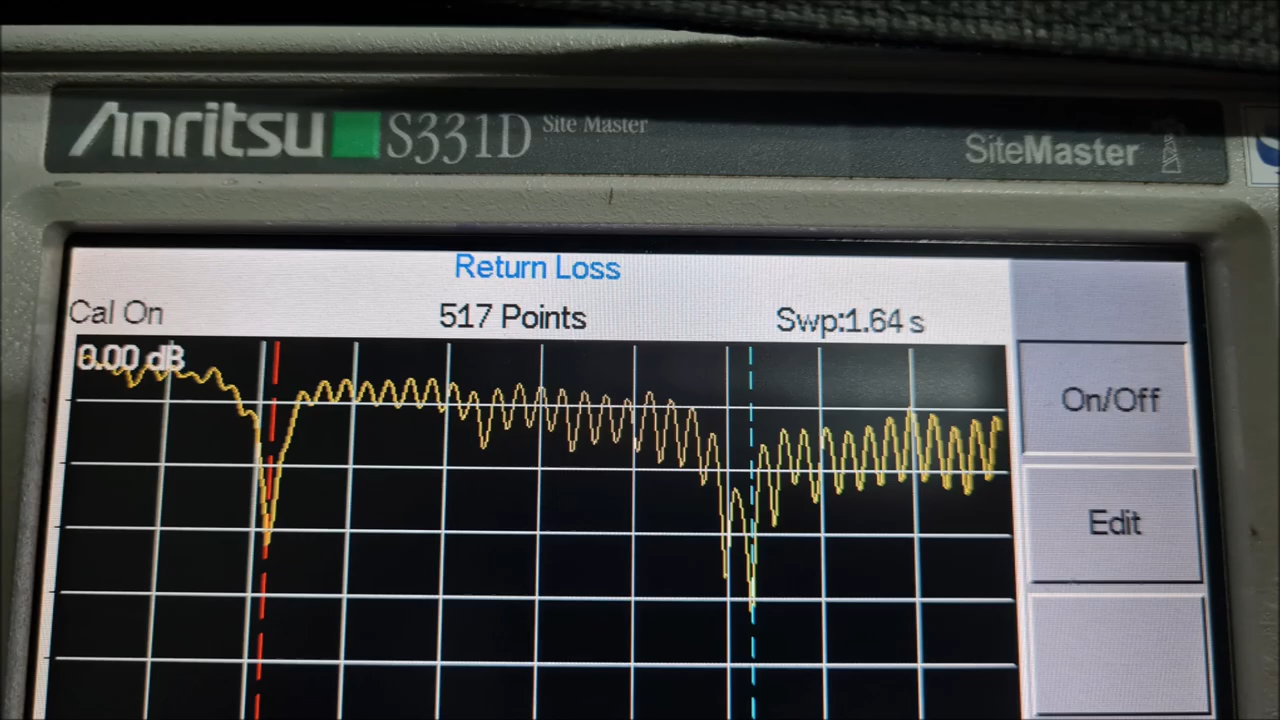 Anritsu S331D Site Master
SiteMaster
Return Loss
Cal On
517 Points
Swp:1.64 s
0.00 dB
On/Off
Edit